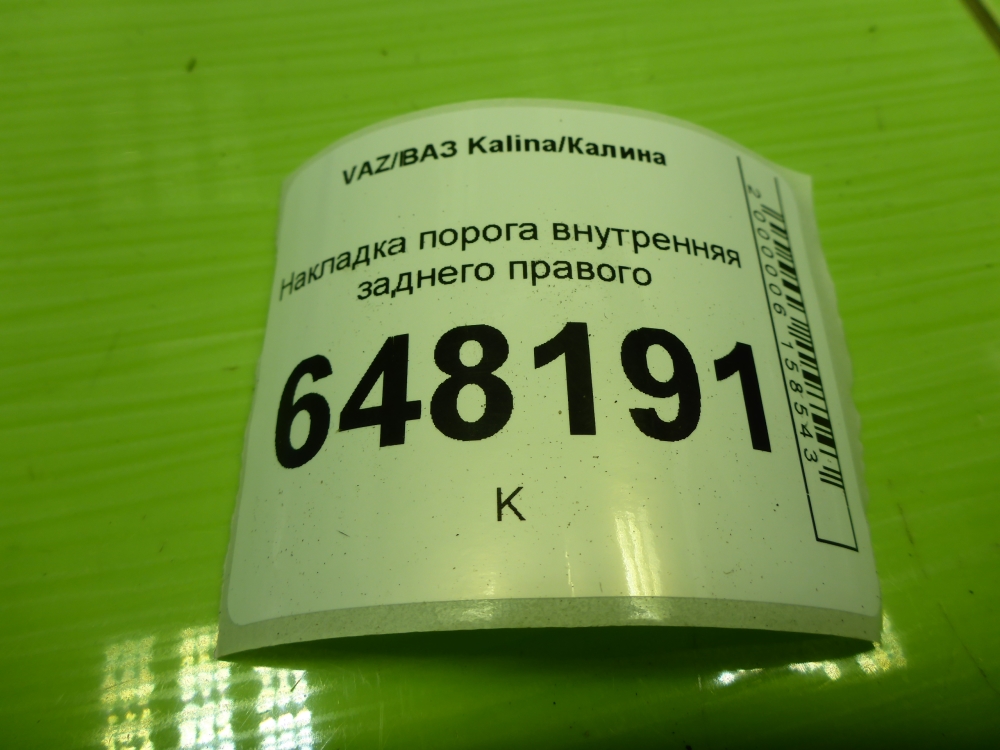 VAZ/ВАЗ Kalina/Калина
Накладка порога внутренняя
заднего правого
648191
К
2000006158543